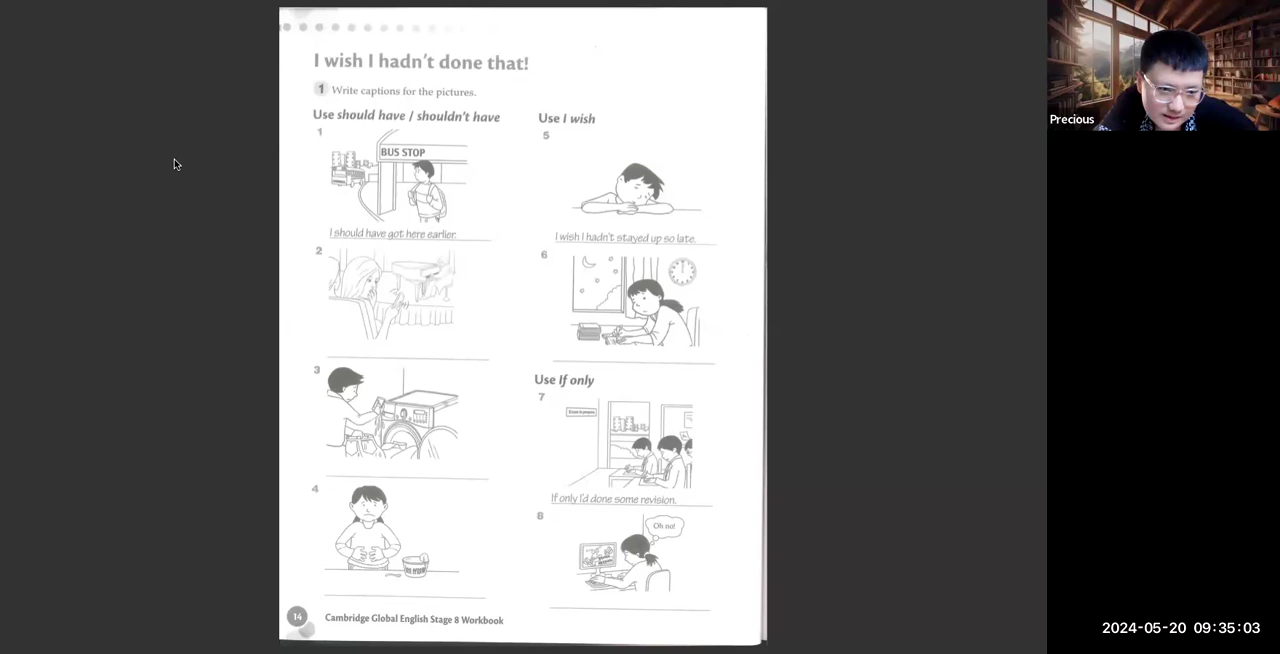 I wish I hadn't done that!
1 Write captions for the pictures.
Use should have / shouldn't have
1
BUS STOP
I should have got here earlier.
2
3
4
Use I wish
5
I wish I hadn't stayed up so late.
6
Use If only
7
Exam in progress
If only I'd done some revision.
8
Oh no!
14
Cambridge Global English Stage 8 Workbook
Precious
2024-05-20 09:35:03